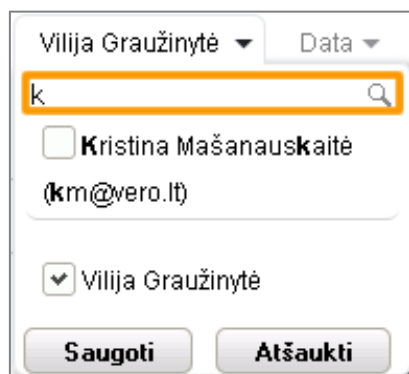 Vilija Graužinytė Data
k
Kristina Mašanauskaitė
(km@vero.lt)
Vilija Graužinytė
Saugoti Atšaukti